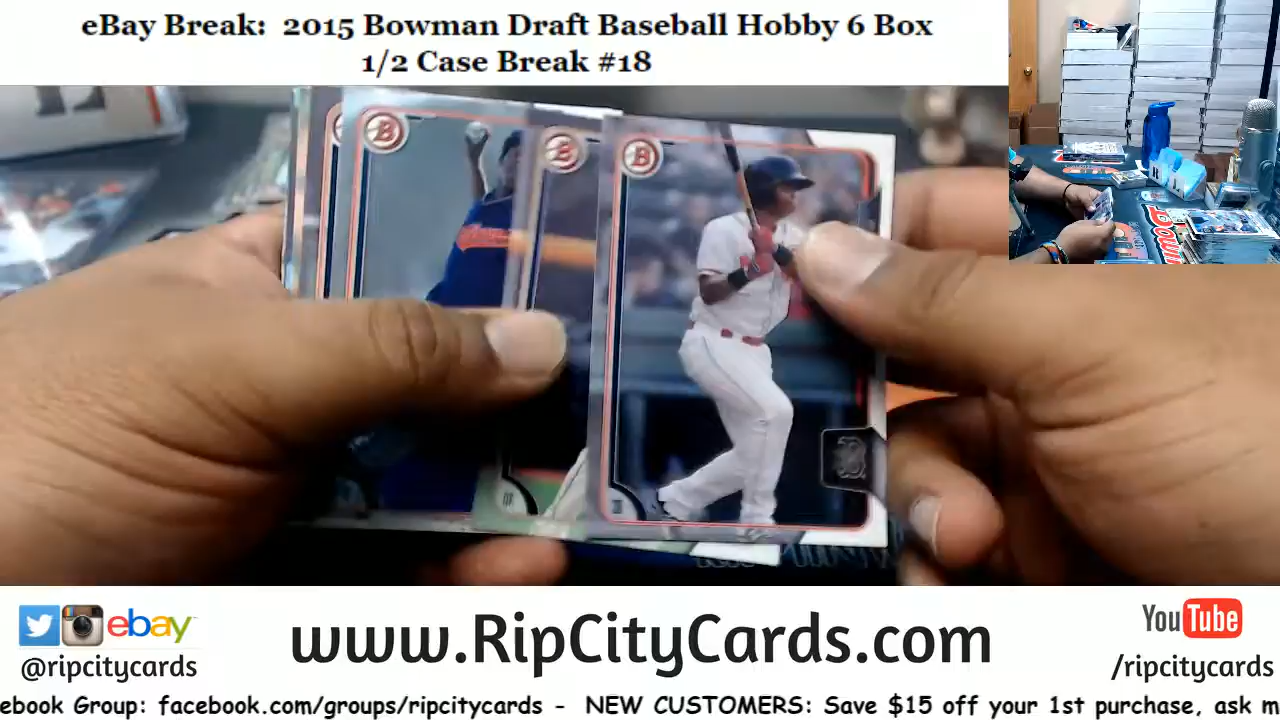 eBay Break: 2015 Bowman Draft Baseball Hobby 6 Box
1/2 Case Break #18
B
B
B
ebay
@ripcitycards
www.RipCityCards.com
YouTube
/ripcitycards
ebook Group: facebook.com/groups/ripcitycards - NEW CUSTOMERS: Save $15 off your 1st purchase, ask m